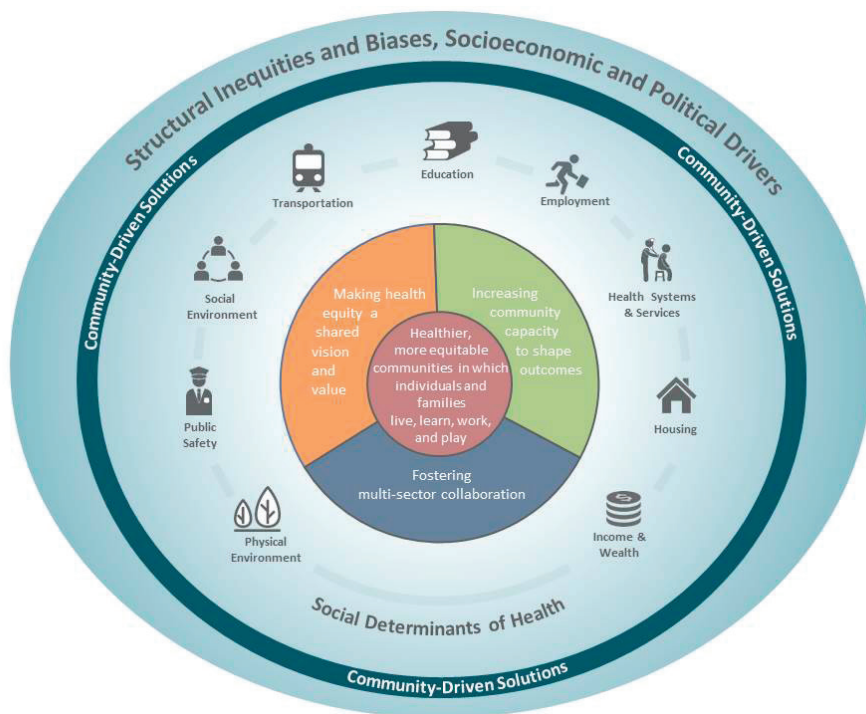 Structural Inequities and Biases, Socioeconomic and Political Drivers
Community-Driven Solutions
Community-Driven Solutions
Education
Transportation
Employment
Social
Environment
Health Systems
& Services
Public
Safety
Housing
Physical
Environment
Income &
Wealth
Making health
equity a
shared
vision
and
value
Increasing
community
capacity
to shape
outcomes
Healthier,
more equitable
communities in which
individuals and
families
live, learn, work,
and play
Fostering
multi-sector collaboration
Social Determinants of Health
Community-Driven Solutions